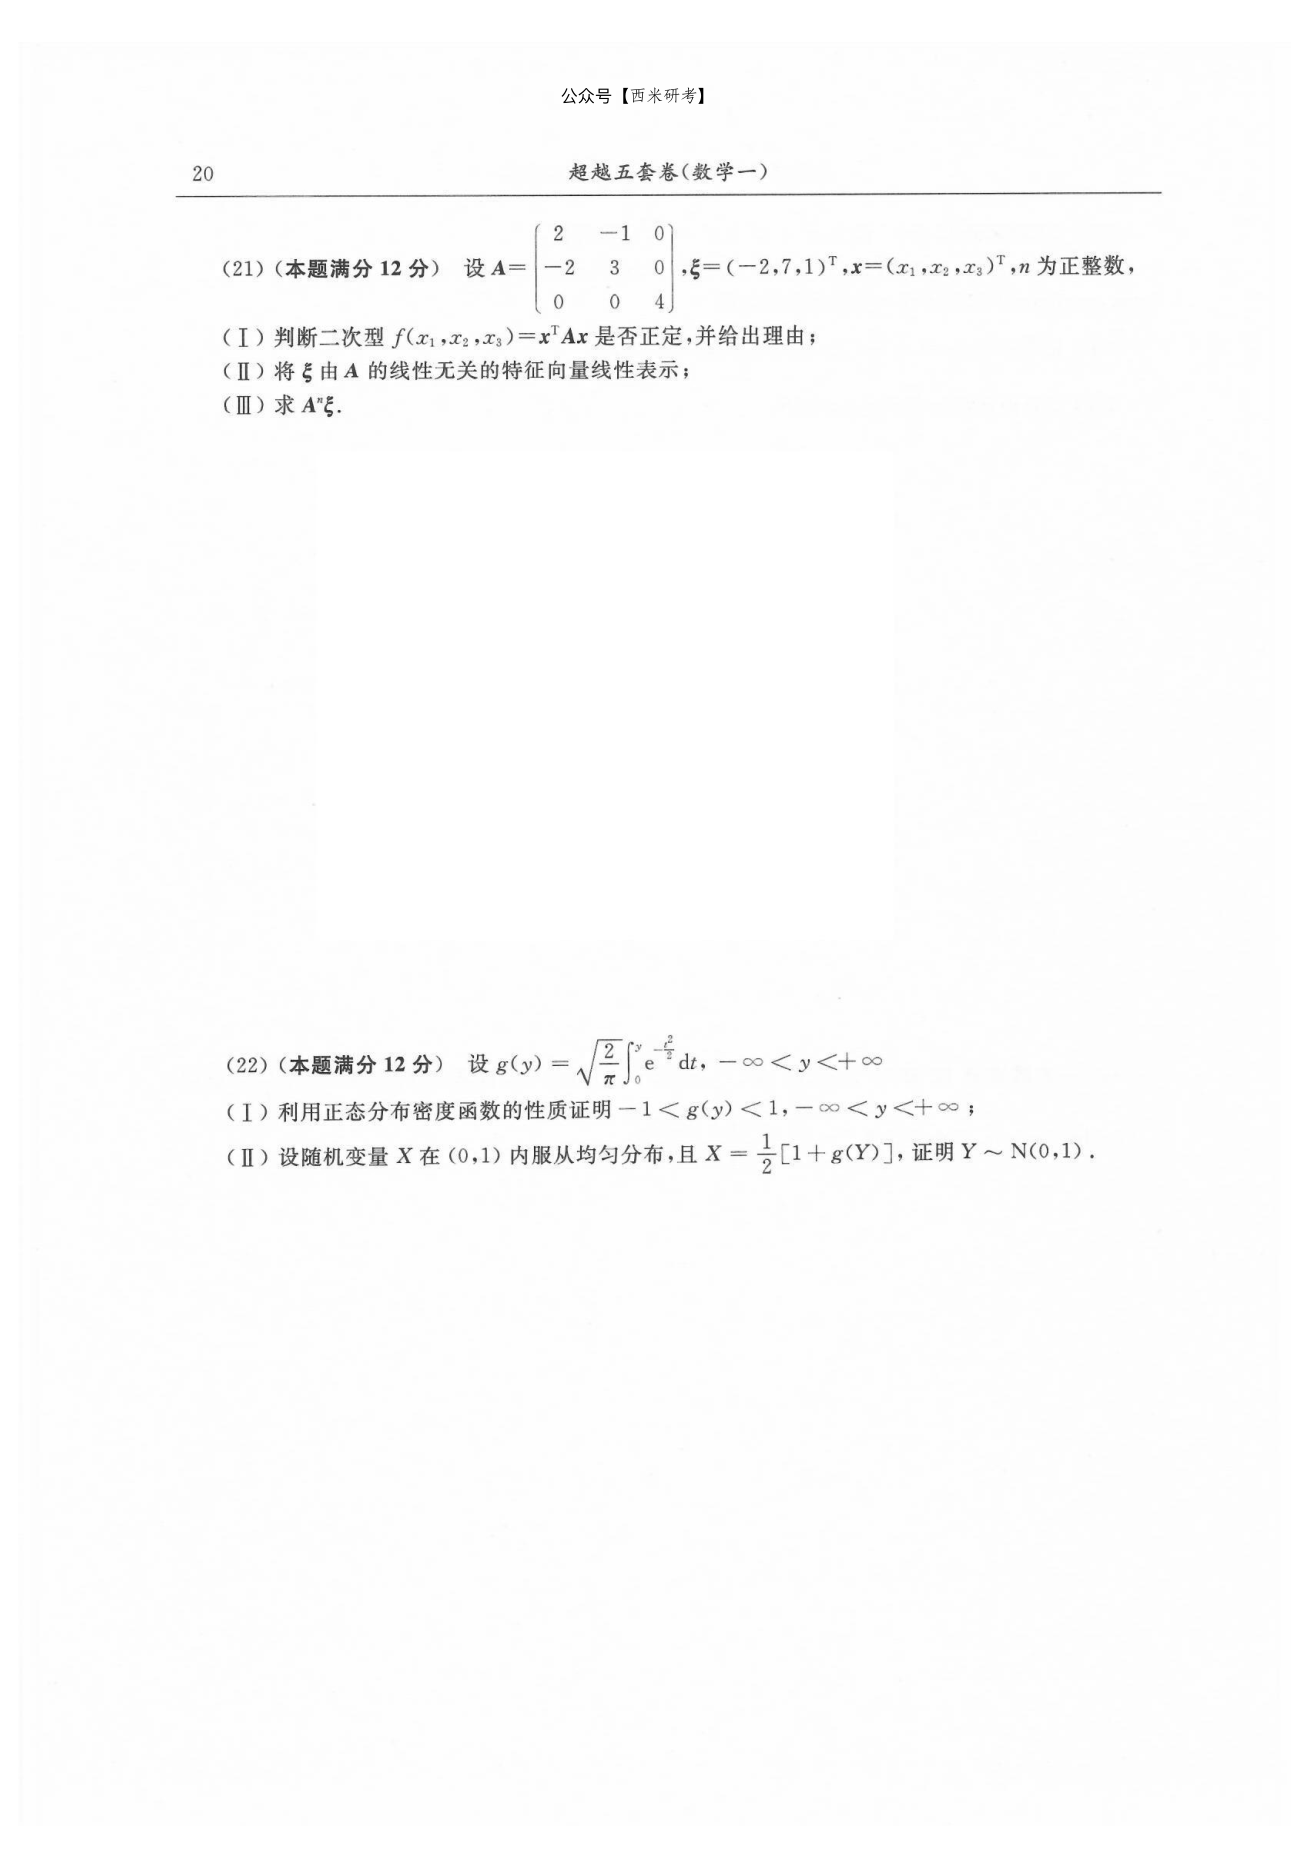 公众号【西米研考】
20 超越五套卷(数学一)
(21)(本题满分 12 分) 设 A=[2 -1 0; -2 3 0; 0 0 4],ξ=(-2,7,1)ᵀ,x=(x₁,x₂,x₃)ᵀ,n 为正整数,
(Ⅰ)判断二次型 f(x₁,x₂,x₃)=xᵀAx 是否正定,并给出理由;
(Ⅱ)将 ξ 由 A 的线性无关的特征向量线性表示;
(Ⅲ)求 Aⁿξ.
(22)(本题满分 12 分) 设 g(y) = √(2/π) ∫₀^y e^(-t²/2) dt, -∞ < y < +∞
(Ⅰ)利用正态分布密度函数的性质证明 -1 < g(y) < 1, -∞ < y < +∞;
(Ⅱ)设随机变量 X 在 (0,1) 内服从均匀分布,且 X = 1/2[1+g(Y)], 证明 Y ~ N(0,1).